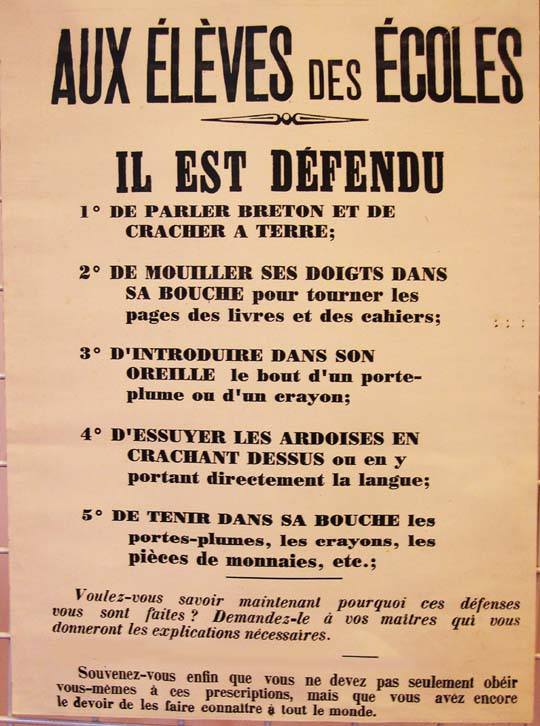 AUX ÉLÈVES DES ÉCOLES
IL EST DÉFENDU
1° DE PARLER BRETON ET DE
CRACHER A TERRE;
2° DE MOUILLER SES DOIGTS DANS
SA BOUCHE pour tourner les
pages des livres et des cahiers;
3° D'INTRODUIRE DANS SON
OREILLE le bout d'un porte-
plume ou d'un crayon;
4° D'ESSUYER LES ARDOISES EN
CRACHANT DESSUS ou en y
portant directement la langue;
5° DE TENIR DANS SA BOUCHE les
portes-plumes, les crayons, les
pièces de monnaies, etc.;
Voulez-vous savoir maintenant pourquoi ces défenses
vous sont faites ? Demandez-le à vos maîtres qui vous
donneront les explications nécessaires.
Souvenez-vous enfin que vous ne devez pas seulement obéir
vous-mêmes à ces prescriptions, mais que vous avez encore
le devoir de les faire connaître à tout le monde.